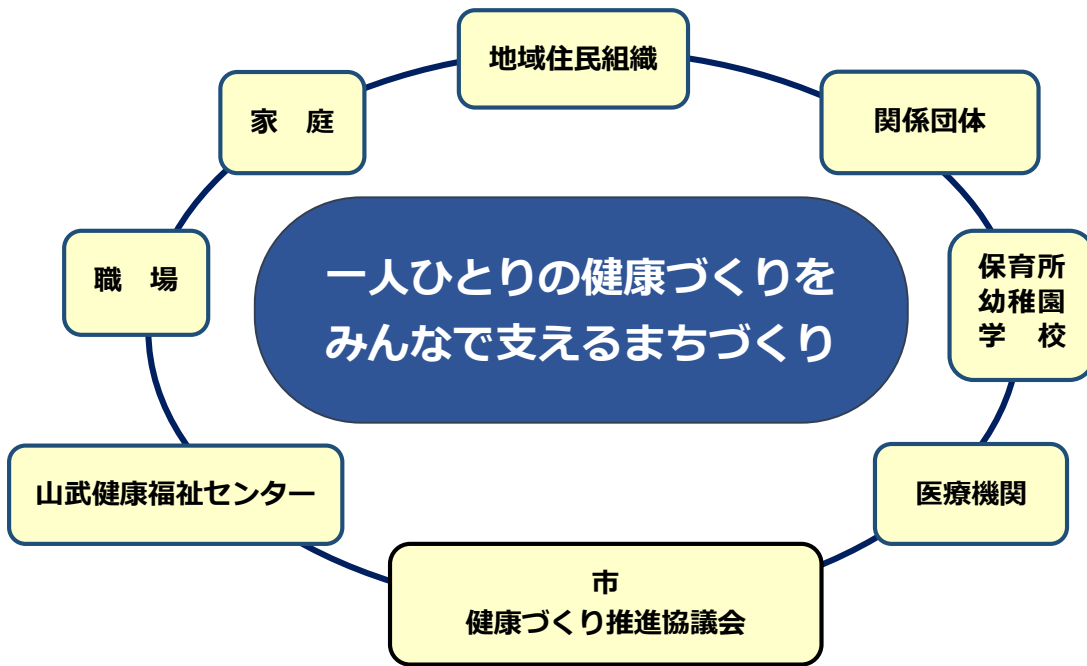 地域住民組織
家　庭
関係団体
職　場
一人ひとりの健康づくりを
みんなで支えるまちづくり
保育所
幼稚園
学　校
山武健康福祉センター
医療機関
市
健康づくり推進協議会